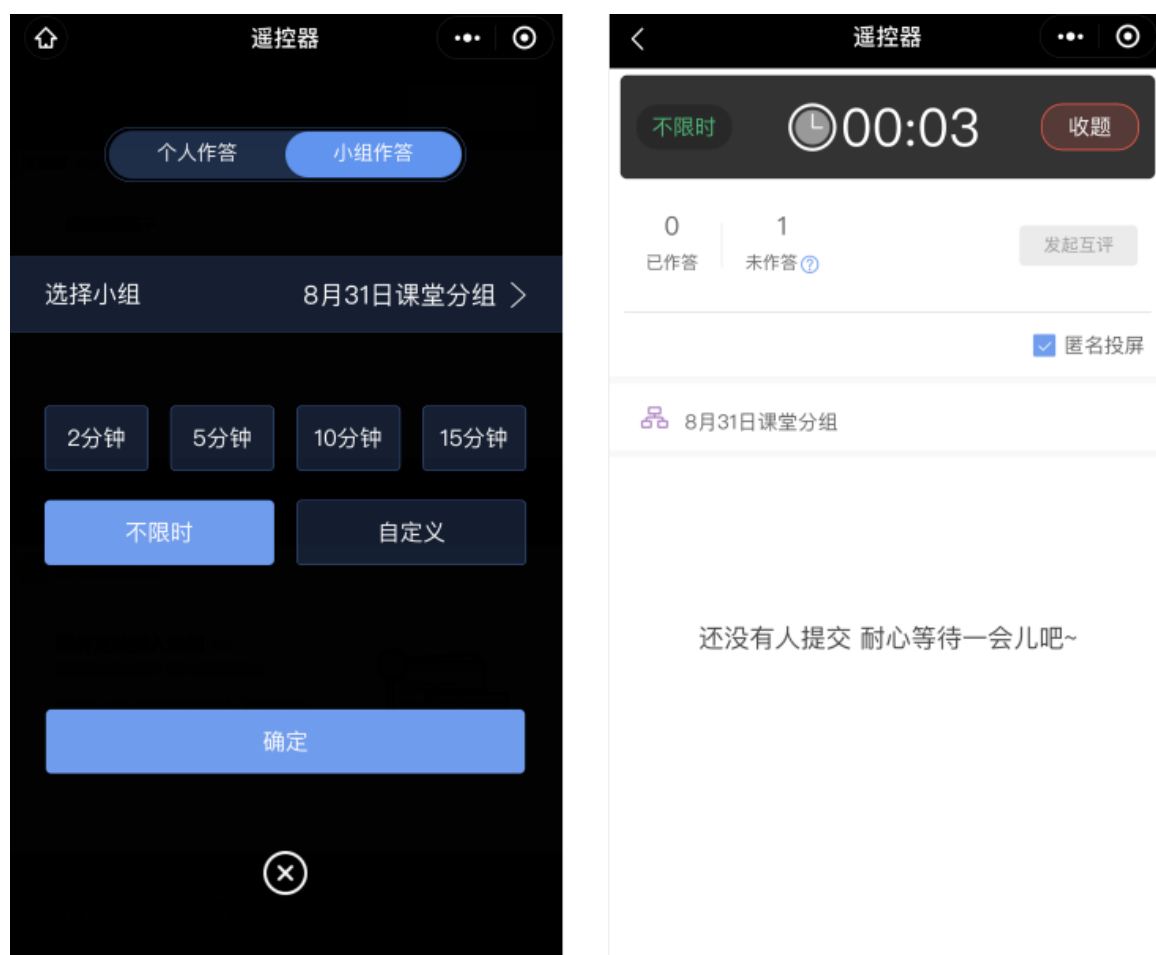 遥控器
个人作答 小组作答
选择小组 8月31日课堂分组
2分钟 5分钟 10分钟 15分钟
不限时 自定义
确定
遥控器
不限时 00:03 收题
0 1
已作答 未作答? 发起互评
匿名投屏
8月31日课堂分组
还没有人提交 耐心等待一会儿吧~